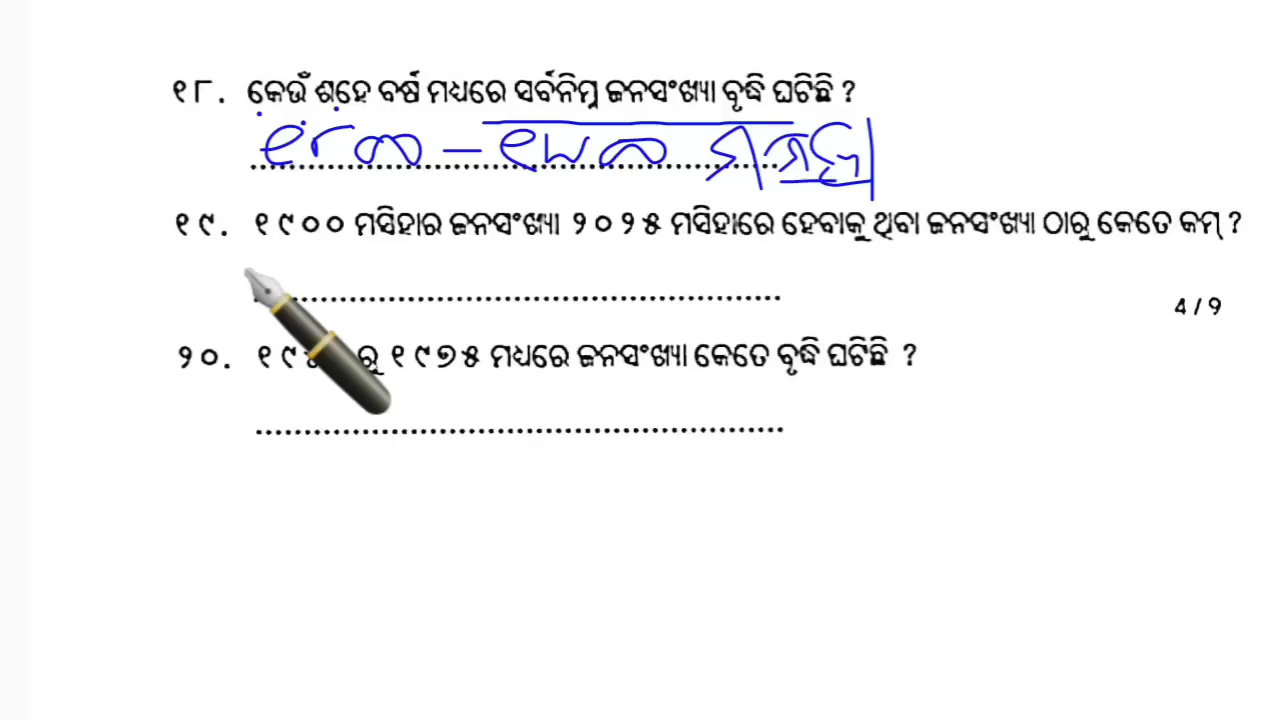 ୧୮. କେଉଁ ଶହେ ବର୍ଷ ମଧ୍ୟରେ ସର୍ବନିମ୍ନ ଜନସଂଖ୍ୟା ବୃଦ୍ଧି ଘଟିଛି ?
୧୯. ୧୯୦୦ ମସିହାର ଜନସଂଖ୍ୟା ୨୦୨୫ ମସିହାରେ ହେବାକୁ ଥିବା ଜନସଂଖ୍ୟା ଠାରୁ କେତେ କମ୍ ?
4 / 9
୨୦. ରୁ ୧୯୭୫ ମଧ୍ୟରେ ଜନସଂଖ୍ୟା କେତେ ବୃଦ୍ଧି ଘଟିଛି ?